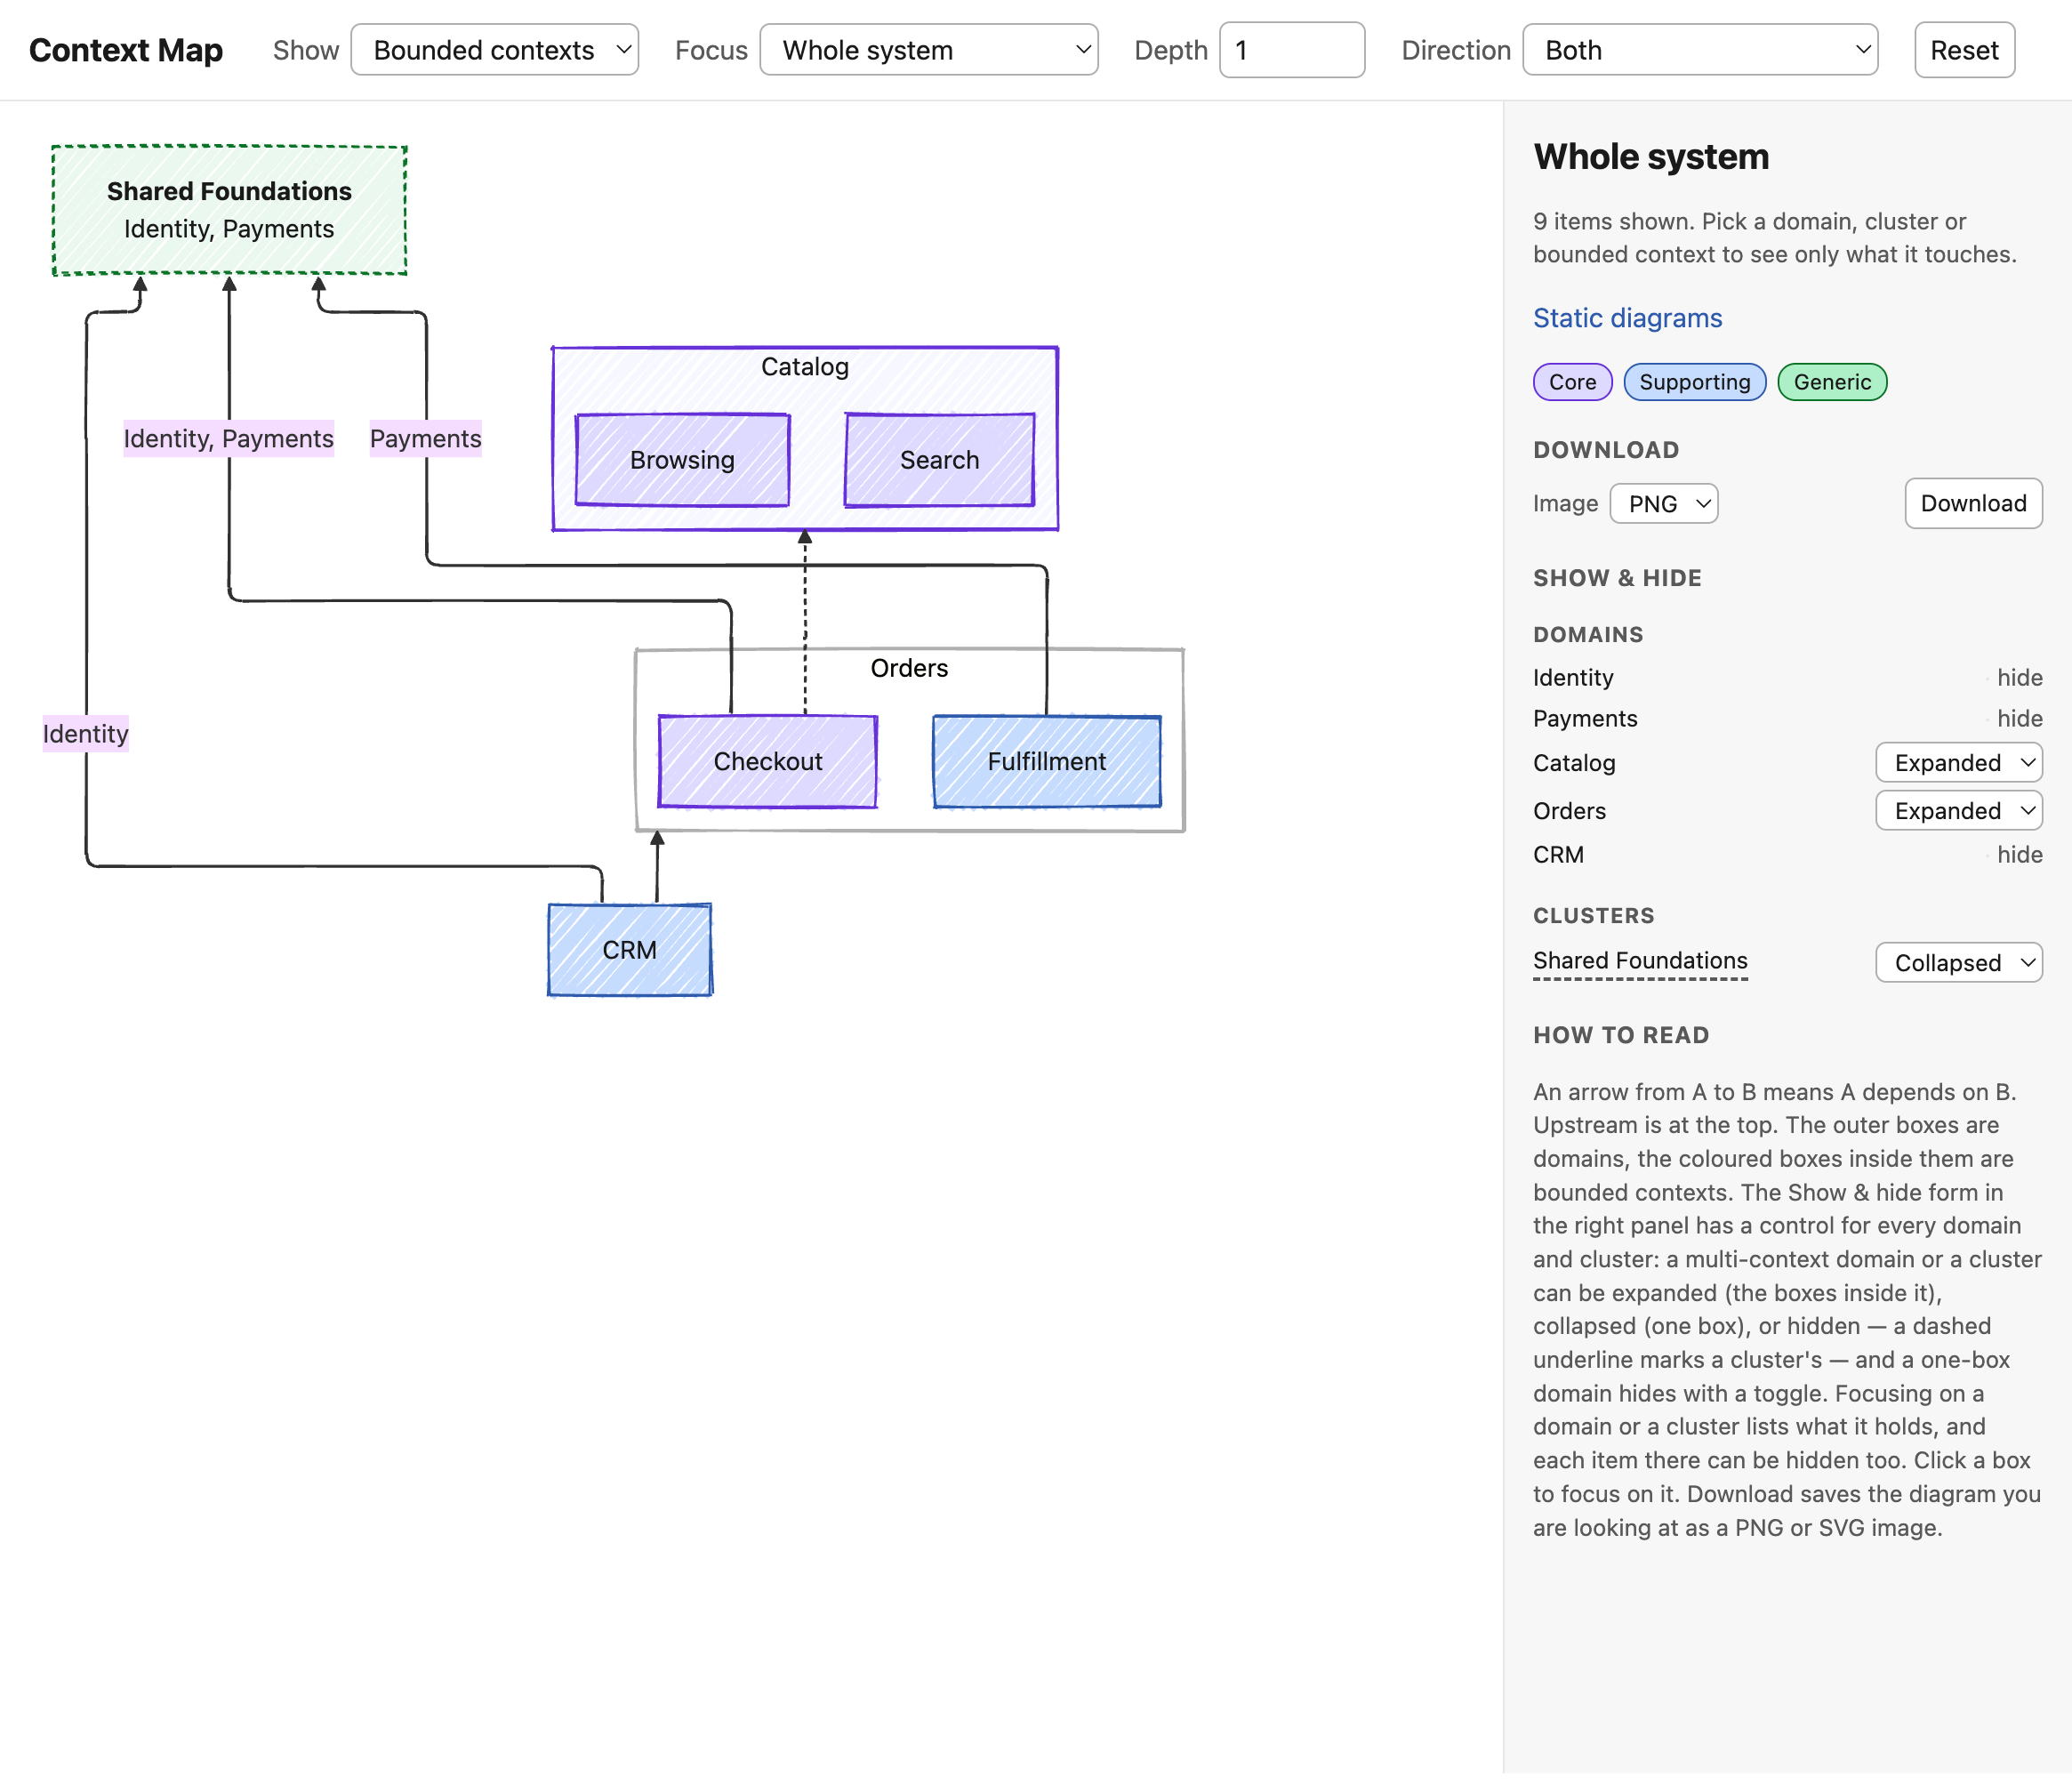 Context Map Show Bounded contexts Focus Whole system Depth 1 Direction Both Reset
Shared Foundations
Identity, Payments
Catalog
Browsing Search
Identity, Payments Payments
Orders
Identity
Checkout Fulfillment
CRM
Whole system
9 items shown. Pick a domain, cluster or
bounded context to see only what it touches.
Static diagrams
Core Supporting Generic
DOWNLOAD
Image PNG Download
SHOW & HIDE
DOMAINS
Identity hide
Payments hide
Catalog Expanded
Orders Expanded
CRM hide
CLUSTERS
Shared Foundations Collapsed
HOW TO READ
An arrow from A to B means A depends on B.
Upstream is at the top. The outer boxes are
domains, the coloured boxes inside them are
bounded contexts. The Show & hide form in
the right panel has a control for every domain
and cluster: a multi-context domain or a cluster
can be expanded (the boxes inside it),
collapsed (one box), or hidden — a dashed
underline marks a cluster's — and a one-box
domain hides with a toggle. Focusing on a
domain or a cluster lists what it holds, and
each item there can be hidden too. Click a box
to focus on it. Download saves the diagram you
are looking at as a PNG or SVG image.